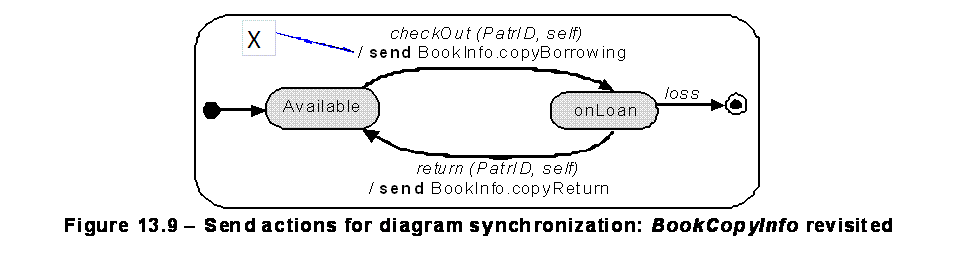 X
checkOut (PatrID, self)
/ send BookInfo.copyBorrowing
Available
onLoan
loss
return (PatrID, self)
/ send BookInfo.copyReturn
Figure 13.9 – Send actions for diagram synchronization: BookCopyInfo revisited